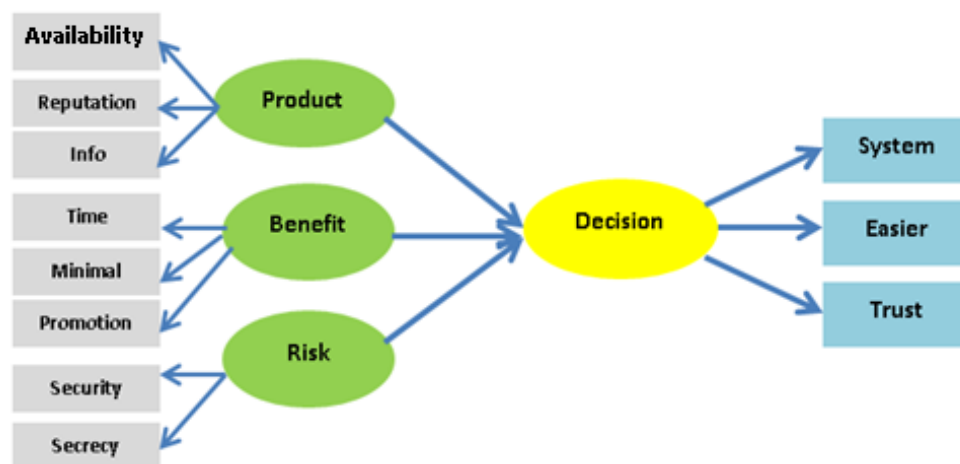 Availability
Reputation
Info
Time
Minimal
Promotion
Security
Secrecy
Product
Benefit
Risk
Decision
System
Easier
Trust